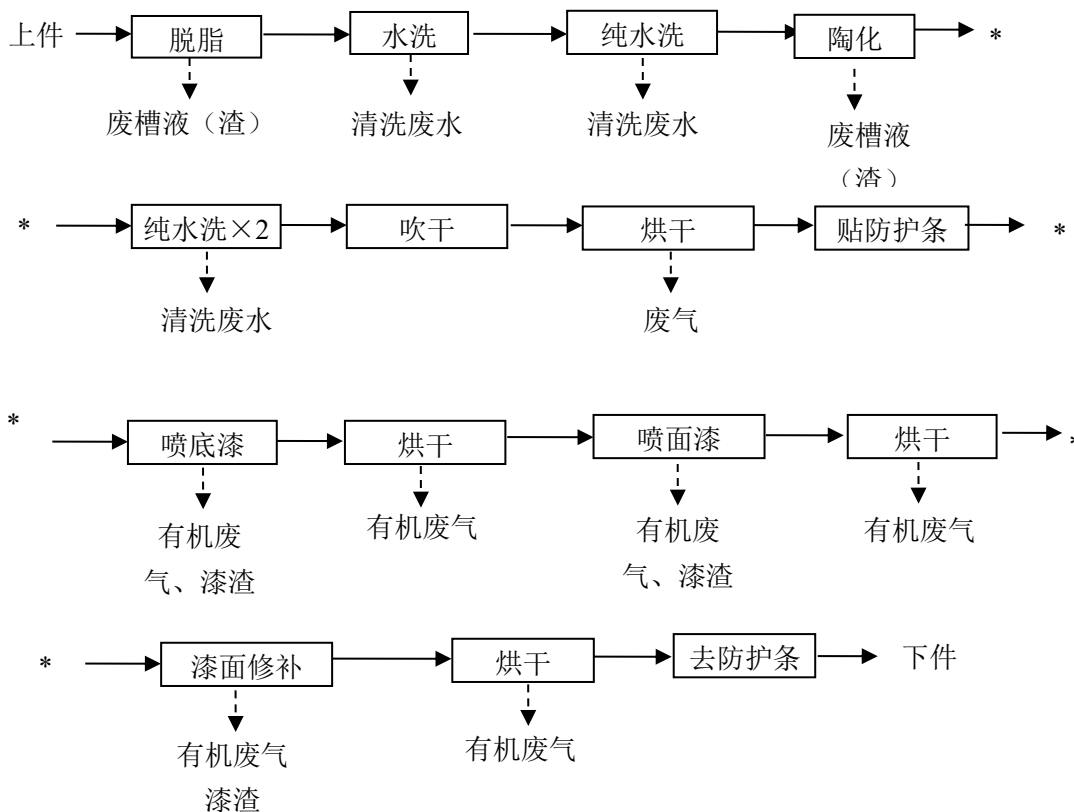 上件 脱脂 水洗 纯水洗 陶化 *
废槽液（渣） 清洗废水 清洗废水 废槽液
（渣）
* 纯水洗×2 吹干 烘干 贴防护条 *
清洗废水 废气
*
喷底漆 烘干 喷面漆 烘干 *
有机废 有机废气 有机废 有机废气
气、漆渣 气、漆渣
* 漆面修补 烘干 去防护条 下件
有机废气 有机废气
漆渣